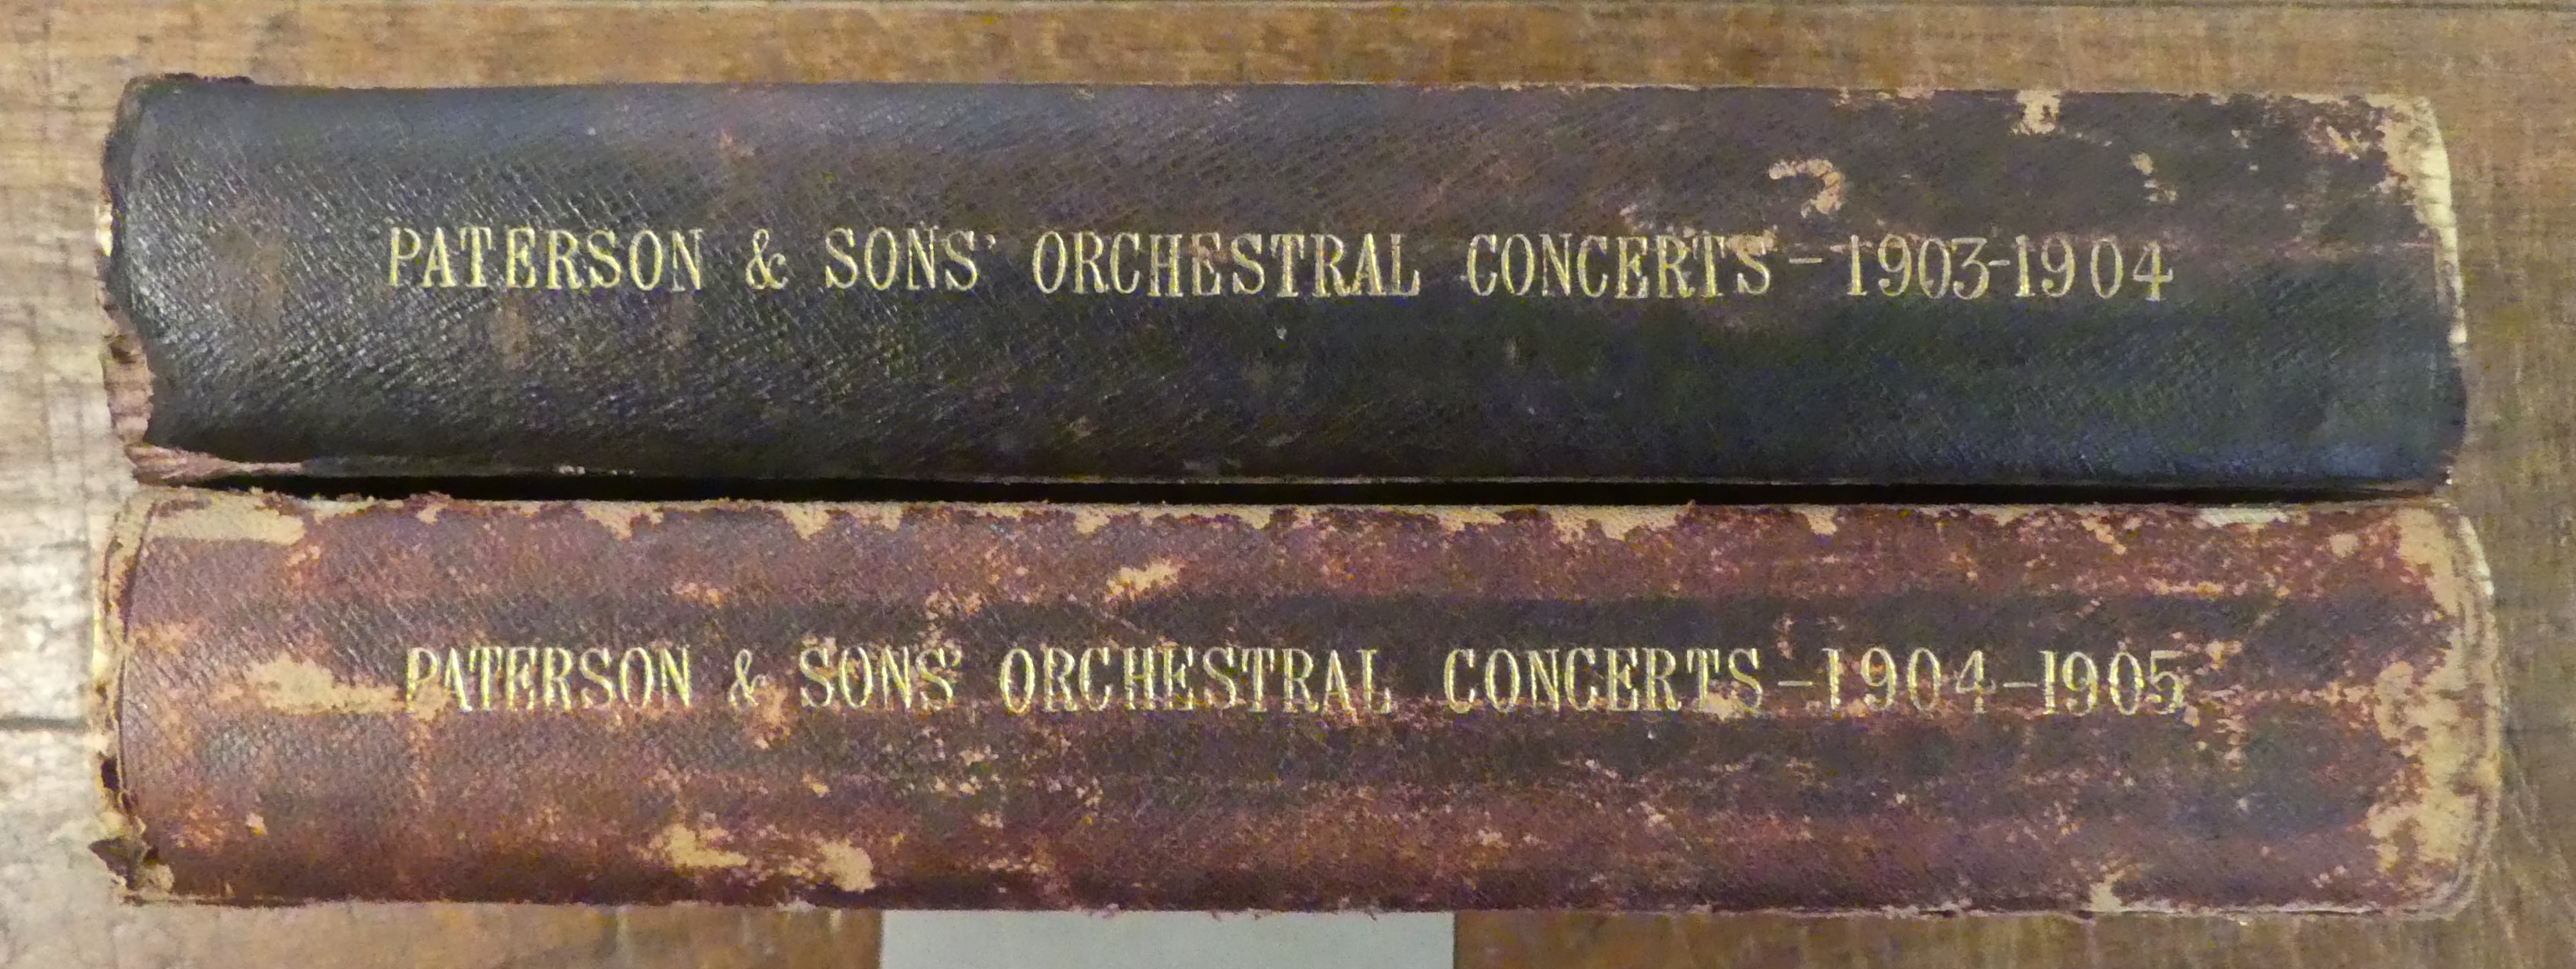 PATERSON & SONS' ORCHESTRAL CONCERTS – 1903-1904
PATERSON & SONS' ORCHESTRAL CONCERTS – 1904-1905